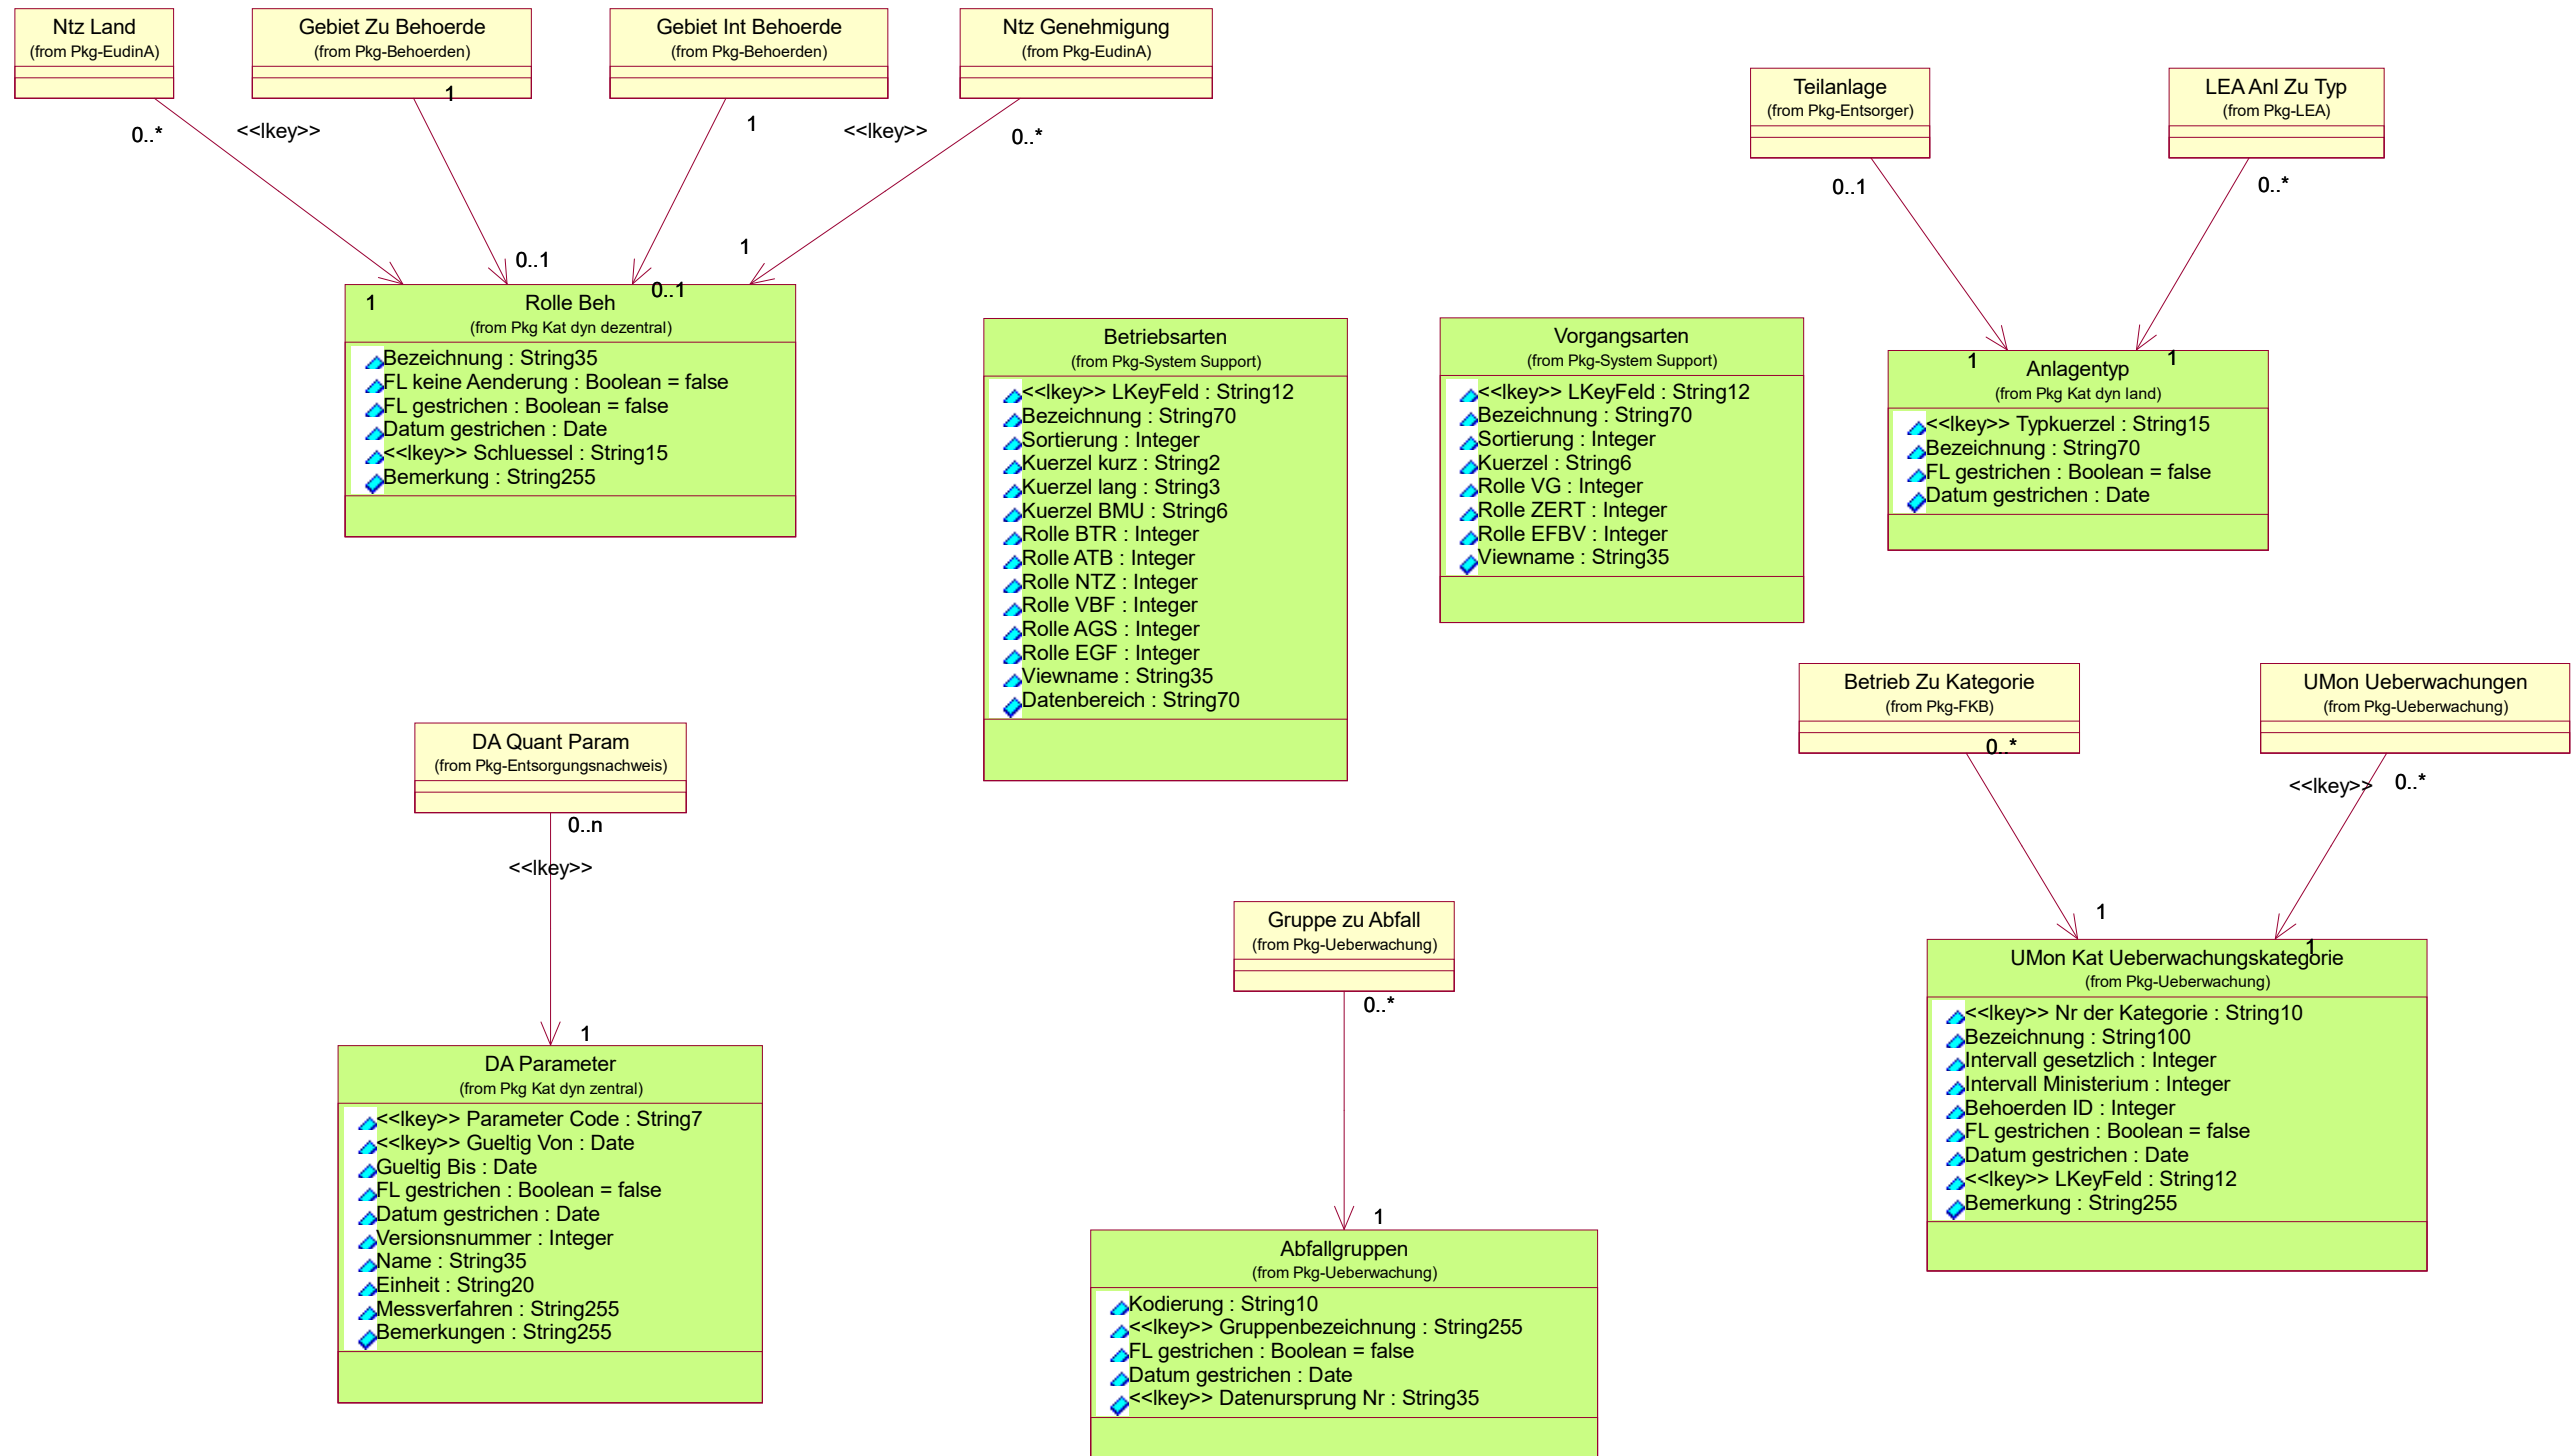 Ntz Land
(from Pkg-EudinA)
Gebiet Zu Behoerde
(from Pkg-Behoerden)
Gebiet Int Behoerde
(from Pkg-Behoerden)
Ntz Genehmigung
(from Pkg-EudinA)
Teilanlage
(from Pkg-Entsorger)
LEA Anl Zu Typ
(from Pkg-LEA)
0..*
<<lkey>>
1
1
<<lkey>>
0..*
0..1
0..*
0..1
1
1
0..1
Rolle Beh
(from Pkg Kat dyn dezentral)
Bezeichnung : String35
FL keine Aenderung : Boolean = false
FL gestrichen : Boolean = false
Datum gestrichen : Date
<<lkey>> Schluessel : String15
Bemerkung : String255
Betriebsarten
(from Pkg-System Support)
<<lkey>> LKeyFeld : String12
Bezeichnung : String70
Sortierung : Integer
Kuerzel kurz : String2
Kuerzel lang : String3
Kuerzel BMU : String6
Rolle BTR : Integer
Rolle ATB : Integer
Rolle NTZ : Integer
Rolle VBF : Integer
Rolle AGS : Integer
Rolle EGF : Integer
Viewname : String35
Datenbereich : String70
Vorgangsarten
(from Pkg-System Support)
<<lkey>> LKeyFeld : String12
Bezeichnung : String70
Sortierung : Integer
Kuerzel : String6
Rolle VG : Integer
Rolle ZERT : Integer
Rolle EFBV : Integer
Viewname : String35
1
1
Anlagentyp
(from Pkg Kat dyn land)
<<lkey>> Typkuerzel : String15
Bezeichnung : String70
FL gestrichen : Boolean = false
Datum gestrichen : Date
Betrieb Zu Kategorie
(from Pkg-FKB)
0..*
UMon Ueberwachungen
(from Pkg-Ueberwachung)
<<lkey>>
0..*
DA Quant Param
(from Pkg-Entsorgungsnachweis)
0..n
<<lkey>>
1
DA Parameter
(from Pkg Kat dyn zentral)
<<lkey>> Parameter Code : String7
<<lkey>> Gueltig Von : Date
Gueltig Bis : Date
FL gestrichen : Boolean = false
Datum gestrichen : Date
Versionsnummer : Integer
Name : String35
Einheit : String20
Messverfahren : String255
Bemerkungen : String255
Gruppe zu Abfall
(from Pkg-Ueberwachung)
0..*
1
Abfallgruppen
(from Pkg-Ueberwachung)
Kodierung : String10
<<lkey>> Gruppenbezeichnung : String255
FL gestrichen : Boolean = false
Datum gestrichen : Date
<<lkey>> Datenursprung Nr : String35
1
1
UMon Kat Ueberwachungskategorie
(from Pkg-Ueberwachung)
<<lkey>> Nr der Kategorie : String10
Bezeichnung : String100
Intervall gesetzlich : Integer
Intervall Ministerium : Integer
Behoerden ID : Integer
FL gestrichen : Boolean = false
Datum gestrichen : Date
<<lkey>> LKeyFeld : String12
Bemerkung : String255